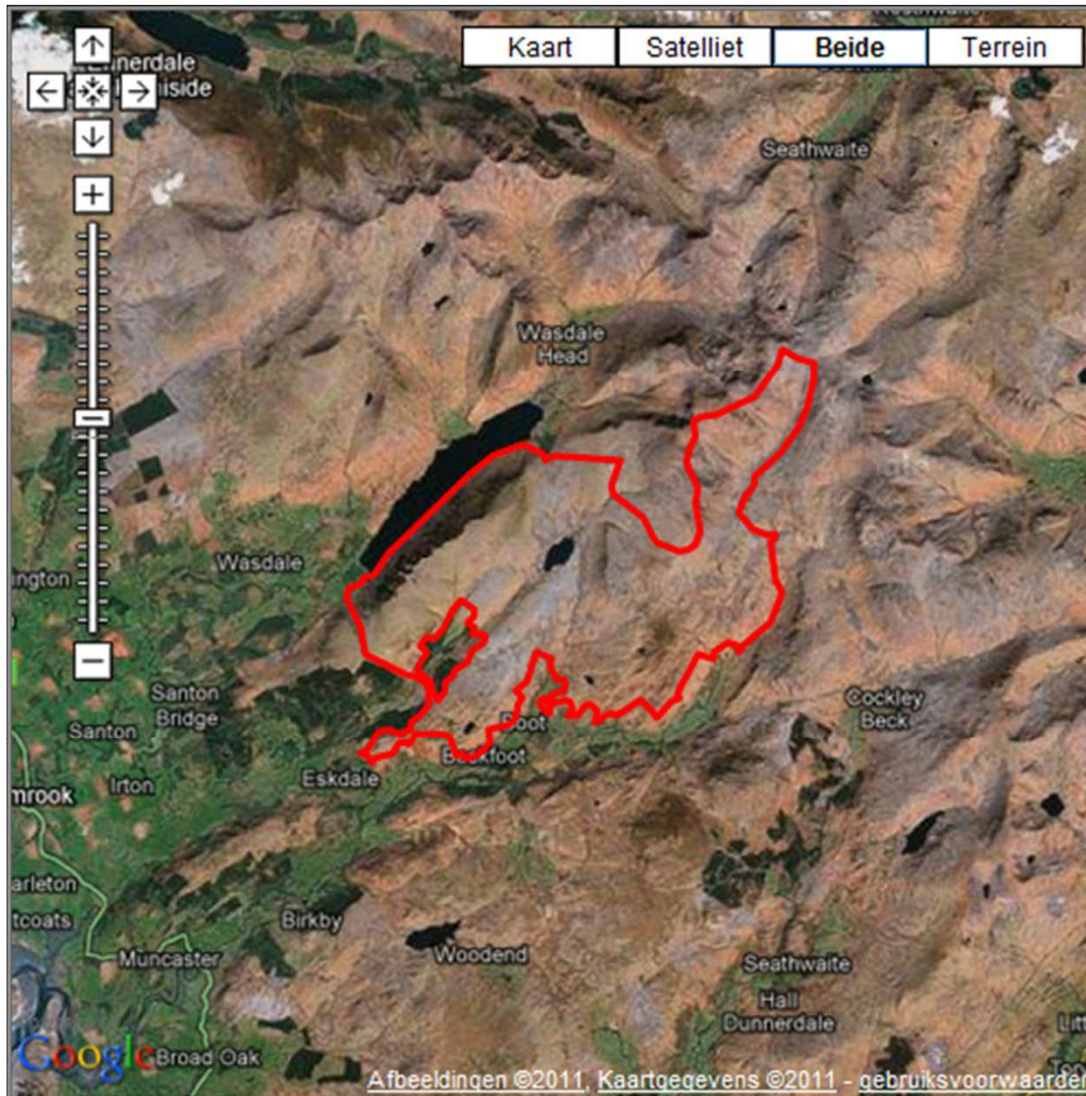 Kaart
Satelliet
Beide
Terrein
Seathwaite
Wasdale
Head
Wasdale
Santon
Bridge
Santon
Irton
Eskdale
Cockley
Beck
Birkby
Woodend
Muncaster
Seathwaite
Hall
Dunnerdale
Broad Oak
Google
Afbeeldingen ©2011, Kaartgegevens ©2011 - gebruiksvoorwaarden